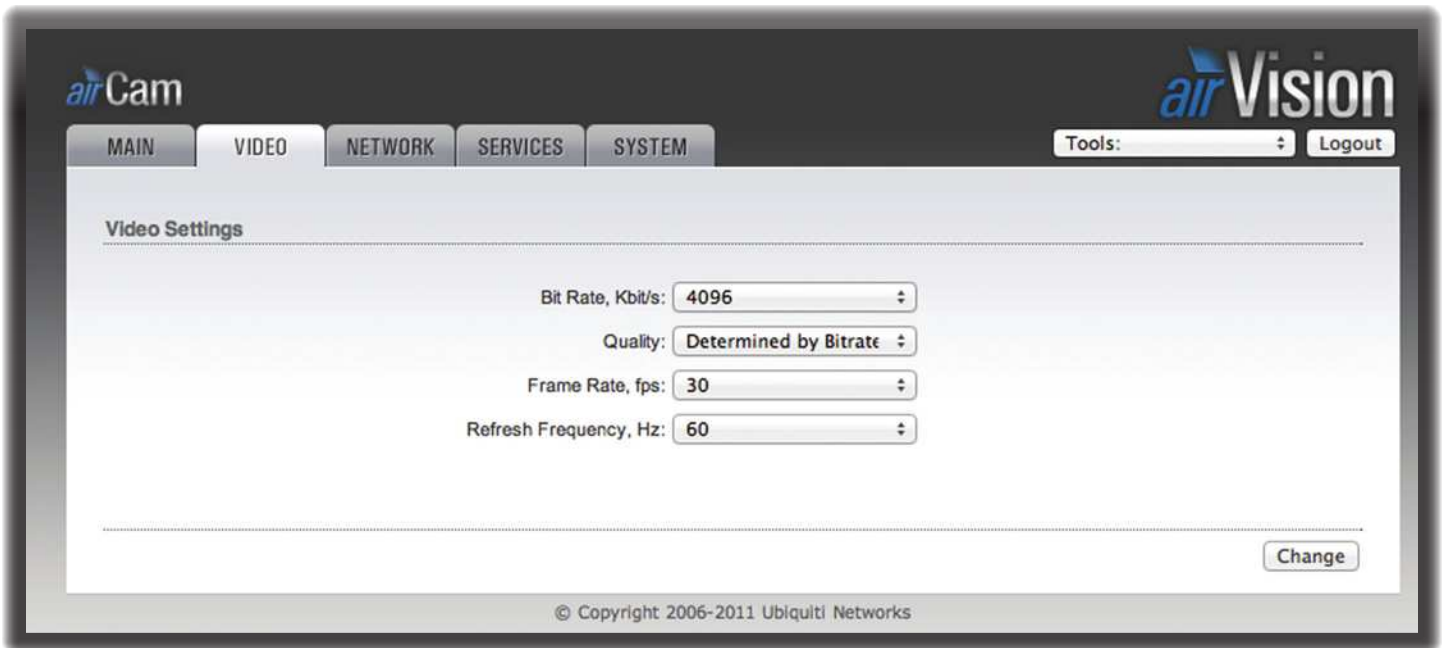 airCam
airVision
MAIN VIDEO NETWORK SERVICES SYSTEM Tools: Logout
Video Settings
Bit Rate, Kbit/s: 4096
Quality: Determined by Bitrate
Frame Rate, fps: 30
Refresh Frequency, Hz: 60
Change
© Copyright 2006-2011 Ubiquiti Networks